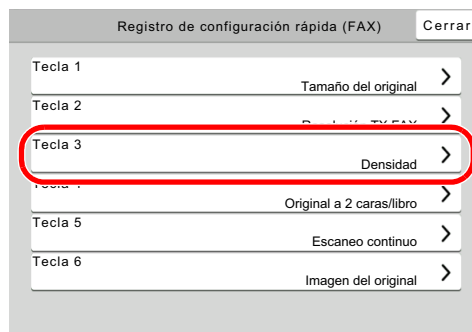 Registro de configuración rápida (FAX)
Cerrar
Tecla 1
Tamaño del original
Tecla 2
Tecla 3
Densidad
Original a 2 caras/libro
Tecla 5
Escaneo continuo
Tecla 6
Imagen del original